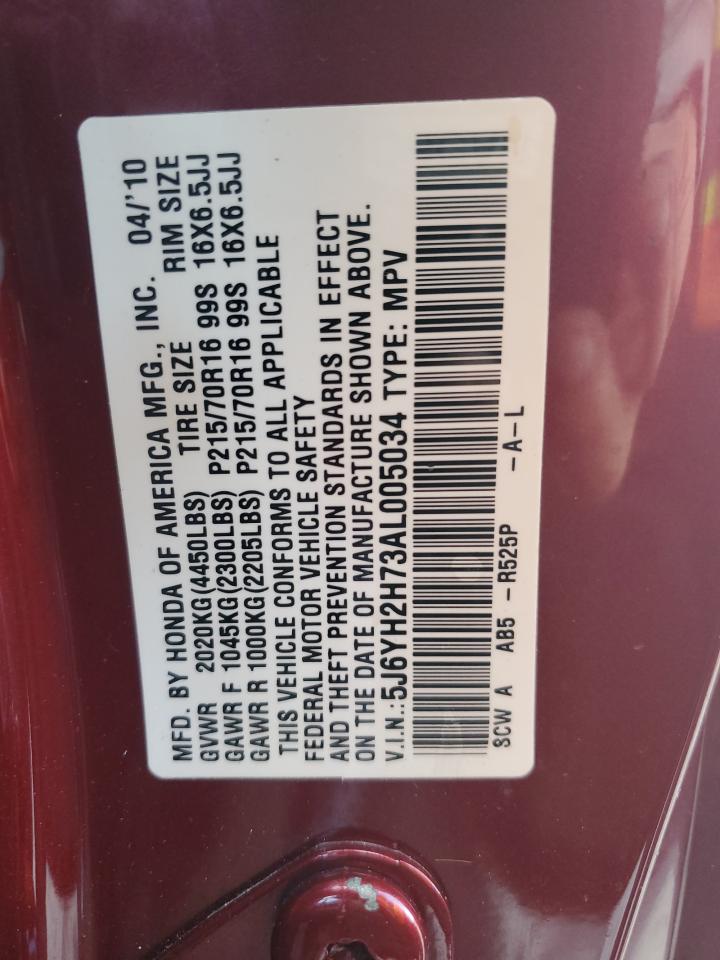 MFD. BY HONDA OF AMERICA MFG., INC. 04/'10
GVWR 2020KG(4450LBS) TIRE SIZE RIM SIZE
GAWR F 1045KG(2300LBS) P215/70R16 99S 16X6.5JJ
GAWR R 1000KG(2205LBS) P215/70R16 99S 16X6.5JJ
THIS VEHICLE CONFORMS TO ALL APPLICABLE
FEDERAL MOTOR VEHICLE SAFETY
AND THEFT PREVENTION STANDARDS IN EFFECT
ON THE DATE OF MANUFACTURE SHOWN ABOVE.
V.I.N.:5J6YH2H73AL005034 TYPE: MPV
SCW A AB5 -R525P -A-L